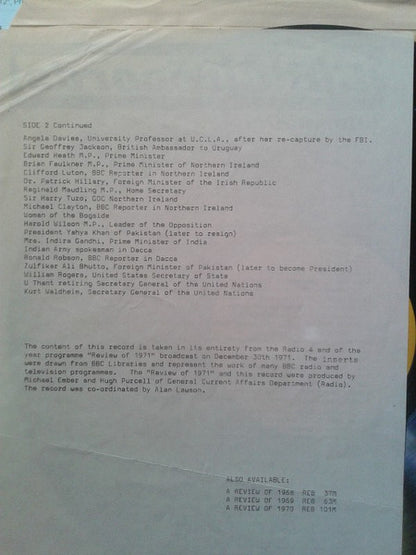 SIDE 2 Continued
Angela Davies, University Professor at U.C.L.A., after her re-capture by the FBI.
Sir Geoffrey Jackson, British Ambassador to Uruguay
Edward Heath M.P., Prime Minister
Brian Faulkner M.P., Prime Minister of Northern Ireland
Clifford Luton, BBC Reporter in Northern Ireland
Dr. Patrick Hillary, Foreign Minister of the Irish Republic
Reginald Maudling M.P., Home Secretary
Sir Harry Tuzo, GOC Northern Ireland
Michael Clayton, BBC Reporter in Northern Ireland
Women of the Bogside
Harold Wilson M.P., Leader of the Opposition
President Yahya Khan of Pakistan (later to resign)
Mrs. Indira Gandhi, Prime Minister of India
Indian Army spokesman in Dacca
Ronald Robson, BBC Reporter in Dacca
Zulfiker Ali Bhutto, Foreign Minister of Pakistan (later to become President)
William Rogers, United States Secretary of State
U Thant retiring Secretary General of the United Nations
Kurt Waldheim, Secretary General of the United Nations
The content of this record is taken in its entirety from the Radio 4 end of the
year programme "Review of 1971" broadcast on December 30th 1971. The inserts
were drawn from BBC Libraries and represent the work of many BBC radio and
television programmes. The "Review of 1971" and this record were produced by
Michael Ember and Hugh Purcell of General Current Affairs Department (Radio).
The record was co-ordinated by Alan Lawson.
ALSO AVAILABLE:
A REVIEW OF 1968 REB 37M
A REVIEW OF 1969 REB 63M
A REVIEW OF 1970 REB 101M